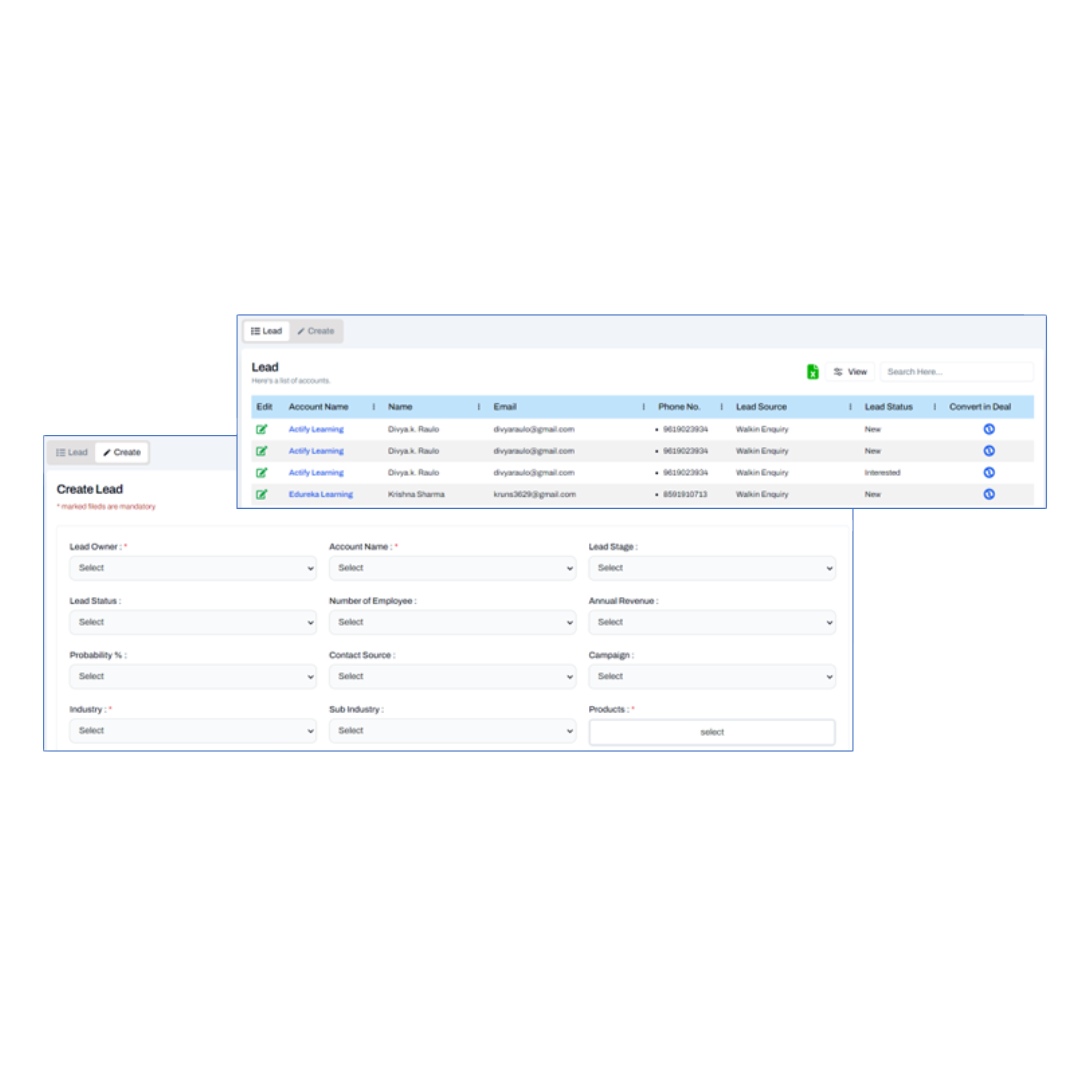 Lead Create
Lead
Here's a list of accounts.
View Search Here...
Edit Account Name Name Email Phone No. Lead Source Lead Status Convert in Deal
Actify Learning Divya.k. Raulo divyaraulo@gmail.com • 9619023934 Walkin Enquiry New
Actify Learning Divya.k. Raulo divyaraulo@gmail.com • 9619023934 Walkin Enquiry New
Actify Learning Divya.k. Raulo divyaraulo@gmail.com • 9619023934 Walkin Enquiry Interested
Edureka Learning Krishna Sharma kruns3629@gmail.com • 8591910713 Walkin Enquiry New
Lead Create
Create Lead
* marked fileds are mandatory
Lead Owner : * Account Name : * Lead Stage :
Select Select Select
Lead Status : Number of Employee : Annual Revenue :
Select Select Select
Probability % : Contact Source : Campaign :
Select Select Select
Industry : * Sub Industry : Products : *
Select Select select